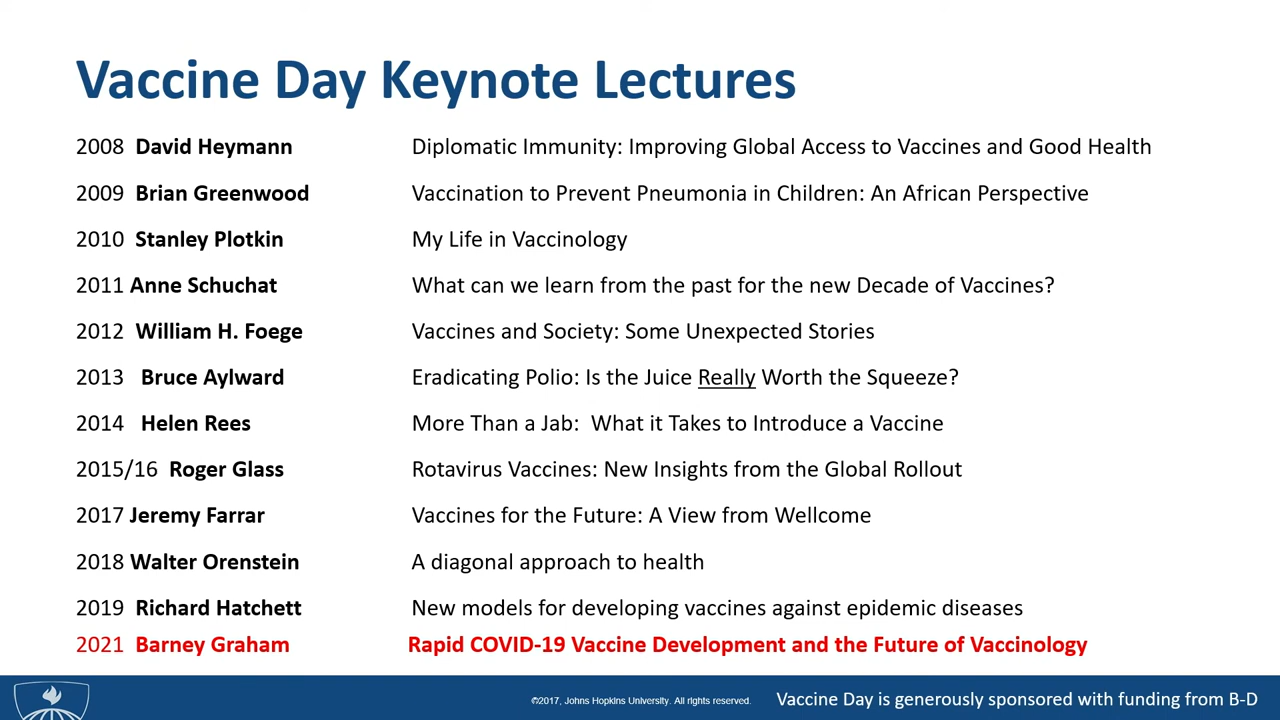 Vaccine Day Keynote Lectures
2008 David Heymann Diplomatic Immunity: Improving Global Access to Vaccines and Good Health
2009 Brian Greenwood Vaccination to Prevent Pneumonia in Children: An African Perspective
2010 Stanley Plotkin My Life in Vaccinology
2011 Anne Schuchat What can we learn from the past for the new Decade of Vaccines?
2012 William H. Foege Vaccines and Society: Some Unexpected Stories
2013 Bruce Aylward Eradicating Polio: Is the Juice Really Worth the Squeeze?
2014 Helen Rees More Than a Jab: What it Takes to Introduce a Vaccine
2015/16 Roger Glass Rotavirus Vaccines: New Insights from the Global Rollout
2017 Jeremy Farrar Vaccines for the Future: A View from Wellcome
2018 Walter Orenstein A diagonal approach to health
2019 Richard Hatchett New models for developing vaccines against epidemic diseases
2021 Barney Graham Rapid COVID-19 Vaccine Development and the Future of Vaccinology
©2017, Johns Hopkins University. All rights reserved.
Vaccine Day is generously sponsored with funding from B-D